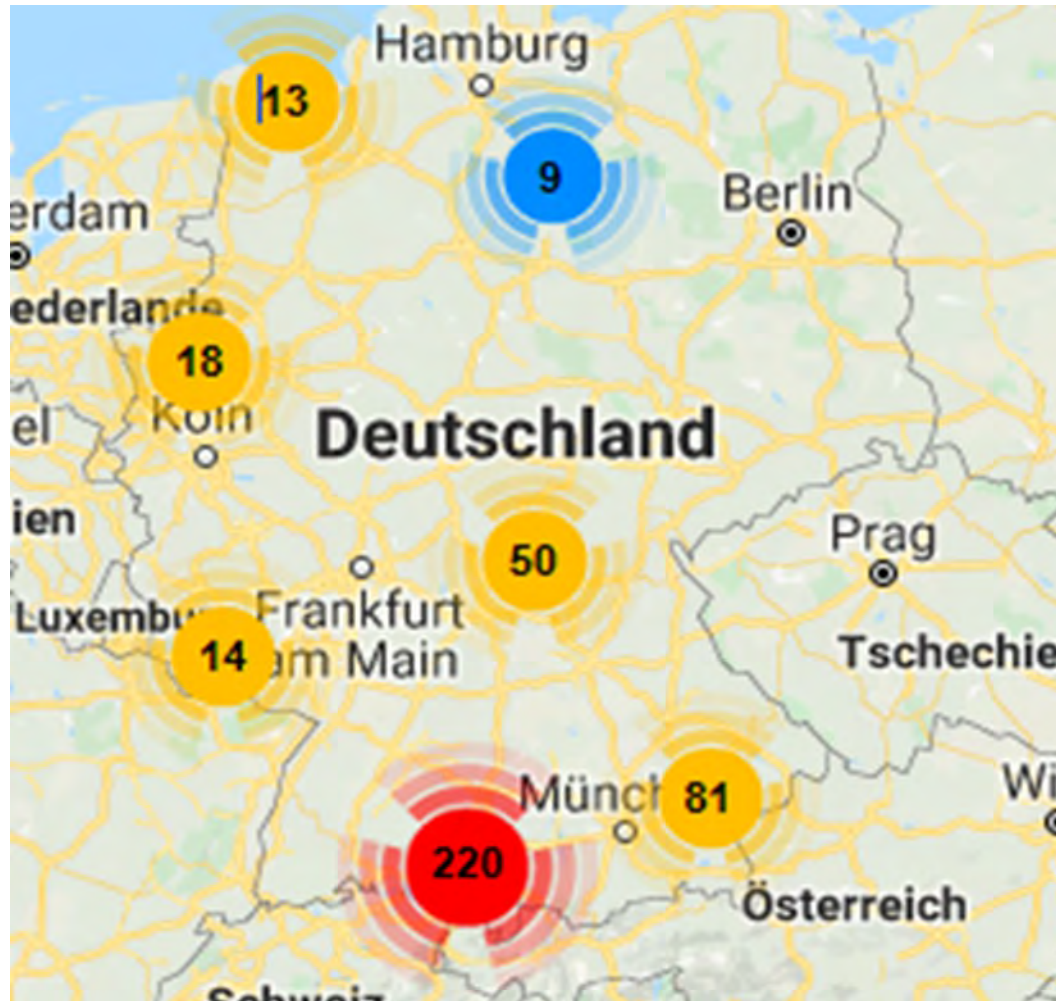 Hamburg
13
9
Berlin
erdam
ederlande
18
Köln
el
Deutschland
ien
50
Prag
Luxembu
Frankfurt
am Main
14
Tschechie
Münch
81
Wi
220
Österreich
Schweiz